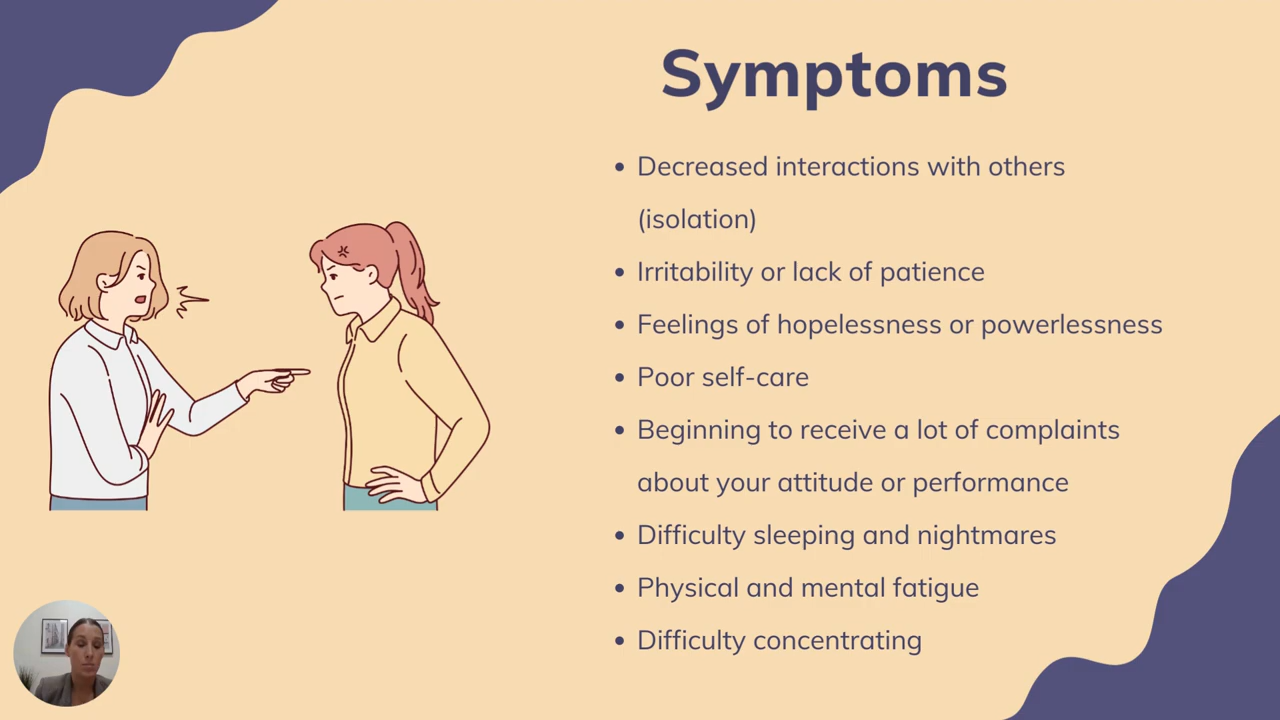 Symptoms
• Decreased interactions with others
(isolation)
• Irritability or lack of patience
• Feelings of hopelessness or powerlessness
• Poor self-care
• Beginning to receive a lot of complaints
about your attitude or performance
• Difficulty sleeping and nightmares
• Physical and mental fatigue
• Difficulty concentrating